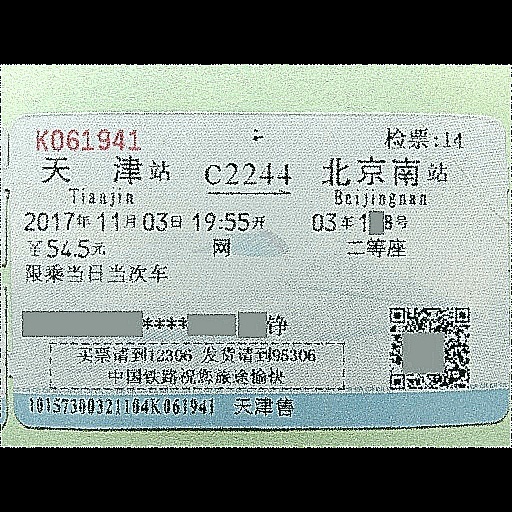 K061941 检票:14
天津站 C2244 北京南站
Tianjin Beijingnan
2017年11月03日 19:55开 03车1 8号
¥54.5元 网 二等座
限乘当日当次车
**** 铮
买票请到12306 发货请到95306
中国铁路祝您旅途愉快
10157300321104K061941 天津售